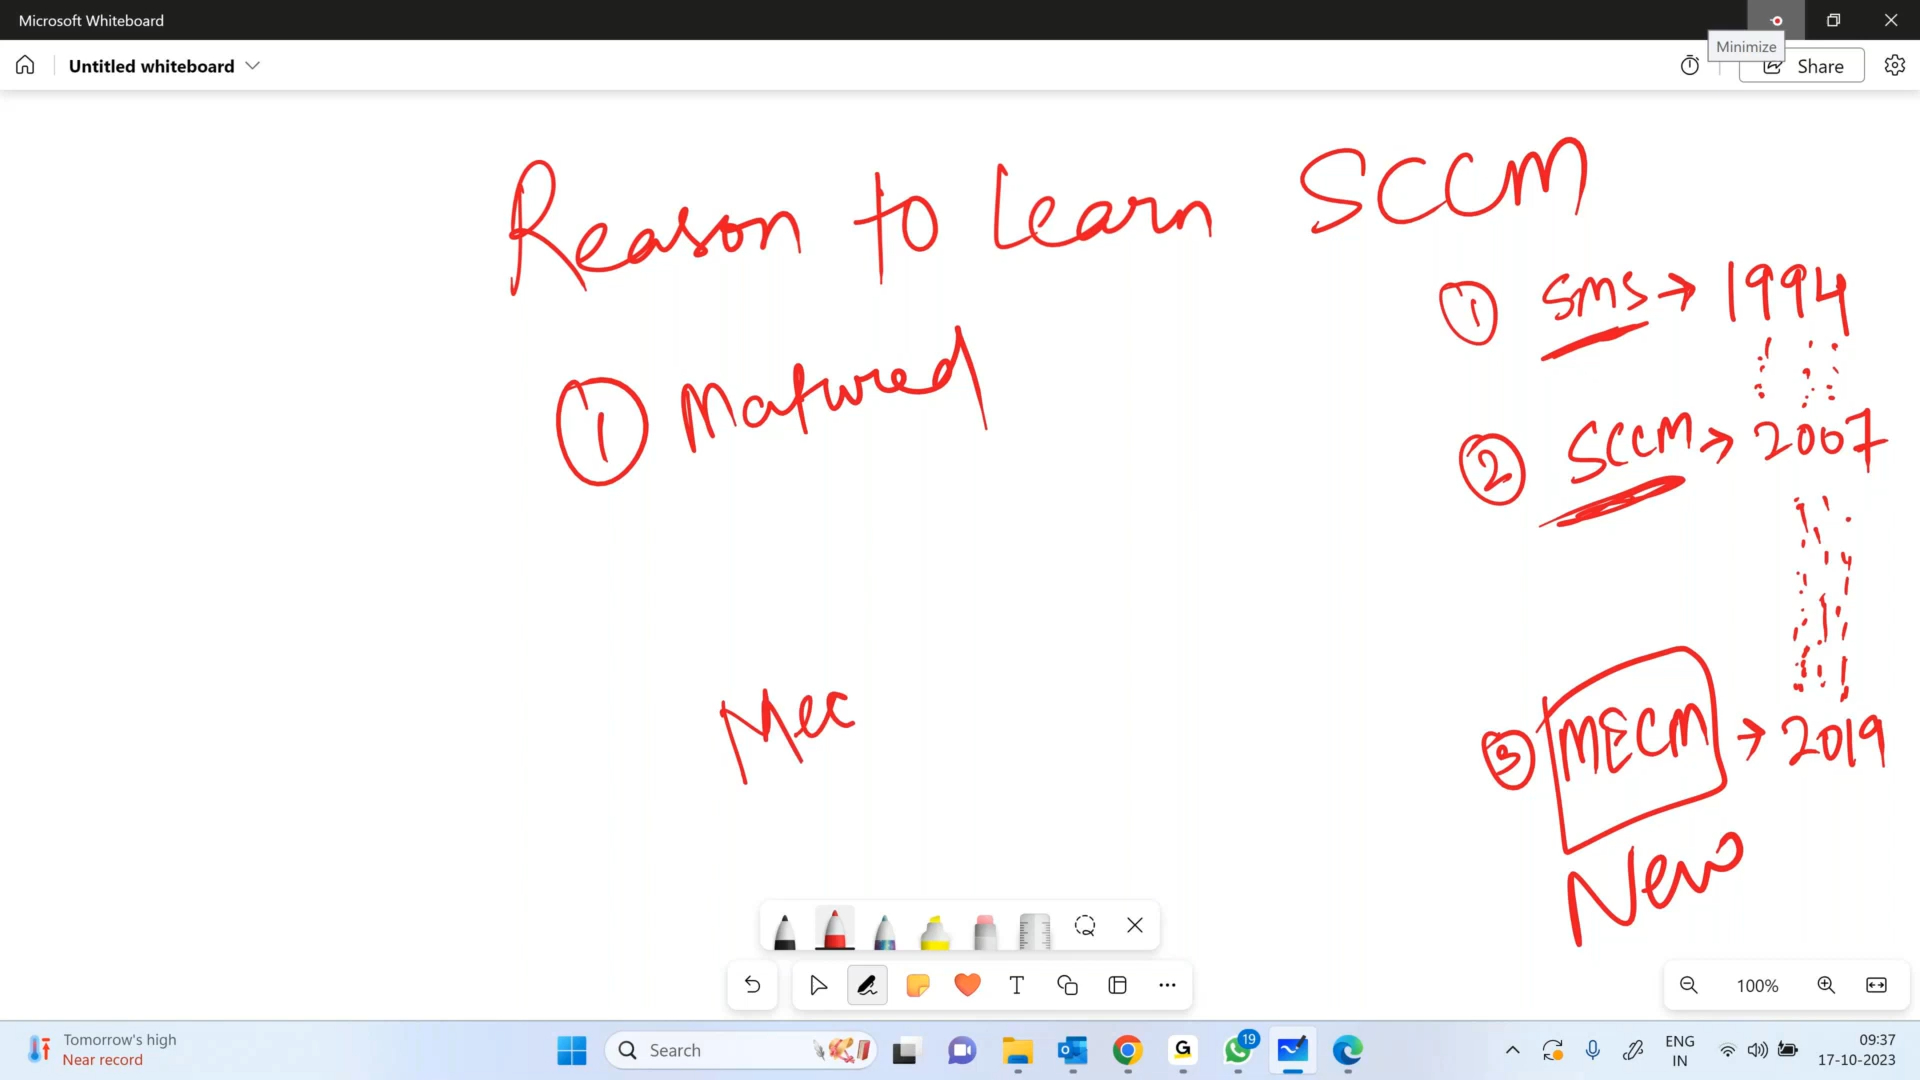 Microsoft Whiteboard
Minimize
Untitled whiteboard
Share
Reason to Learn SCCM
① SMS → 1994
① Matured
② SCCM → 2007
Mec
③ MECM → 2019
New
100%
Tomorrow's high
Near record
Search
19
ENG
IN
09:37
17-10-2023